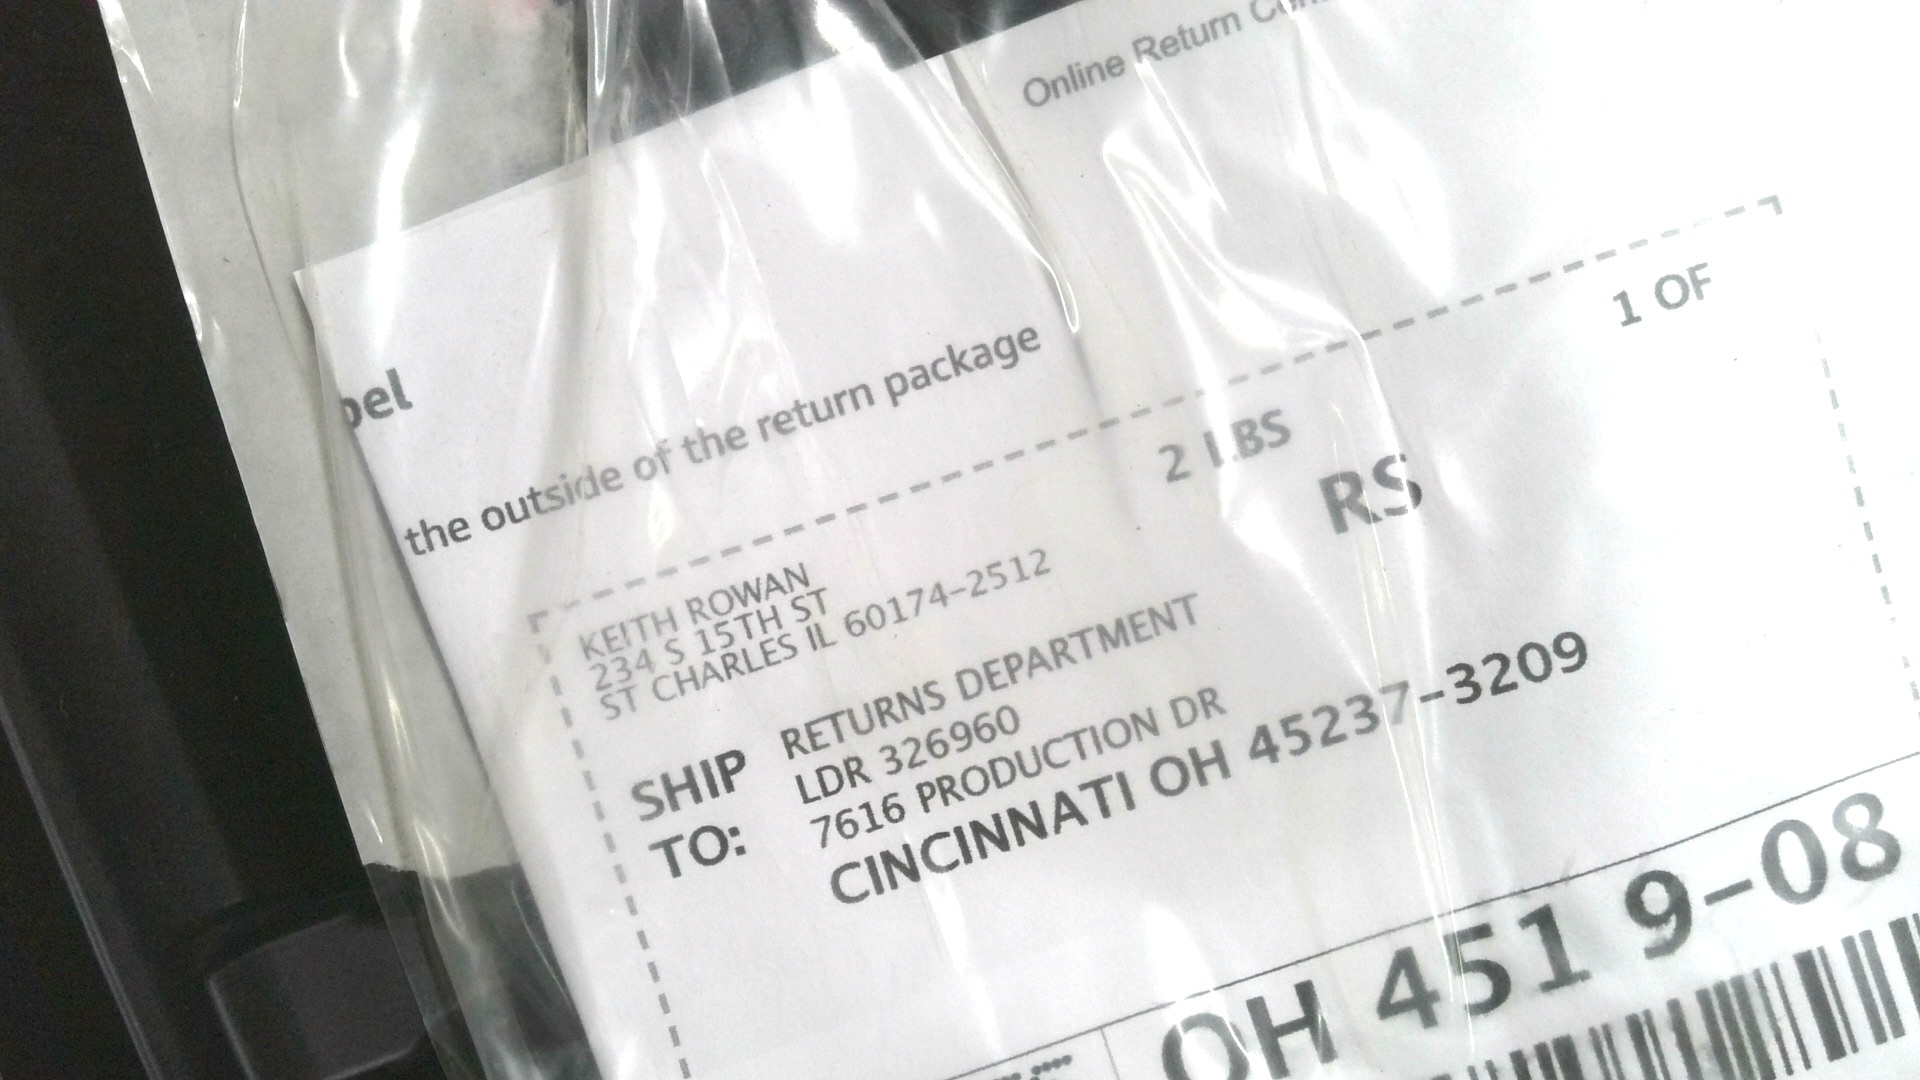 Online Return
the outside of the return package
1 OF
2 LBS
RS
KEITH ROWAN
234 S 15TH ST
ST CHARLES IL 60174-2512
SHIP TO:
RETURNS DEPARTMENT
LDR 326960
7616 PRODUCTION DR
CINCINNATI OH 45237-3209
OH 451 9-08